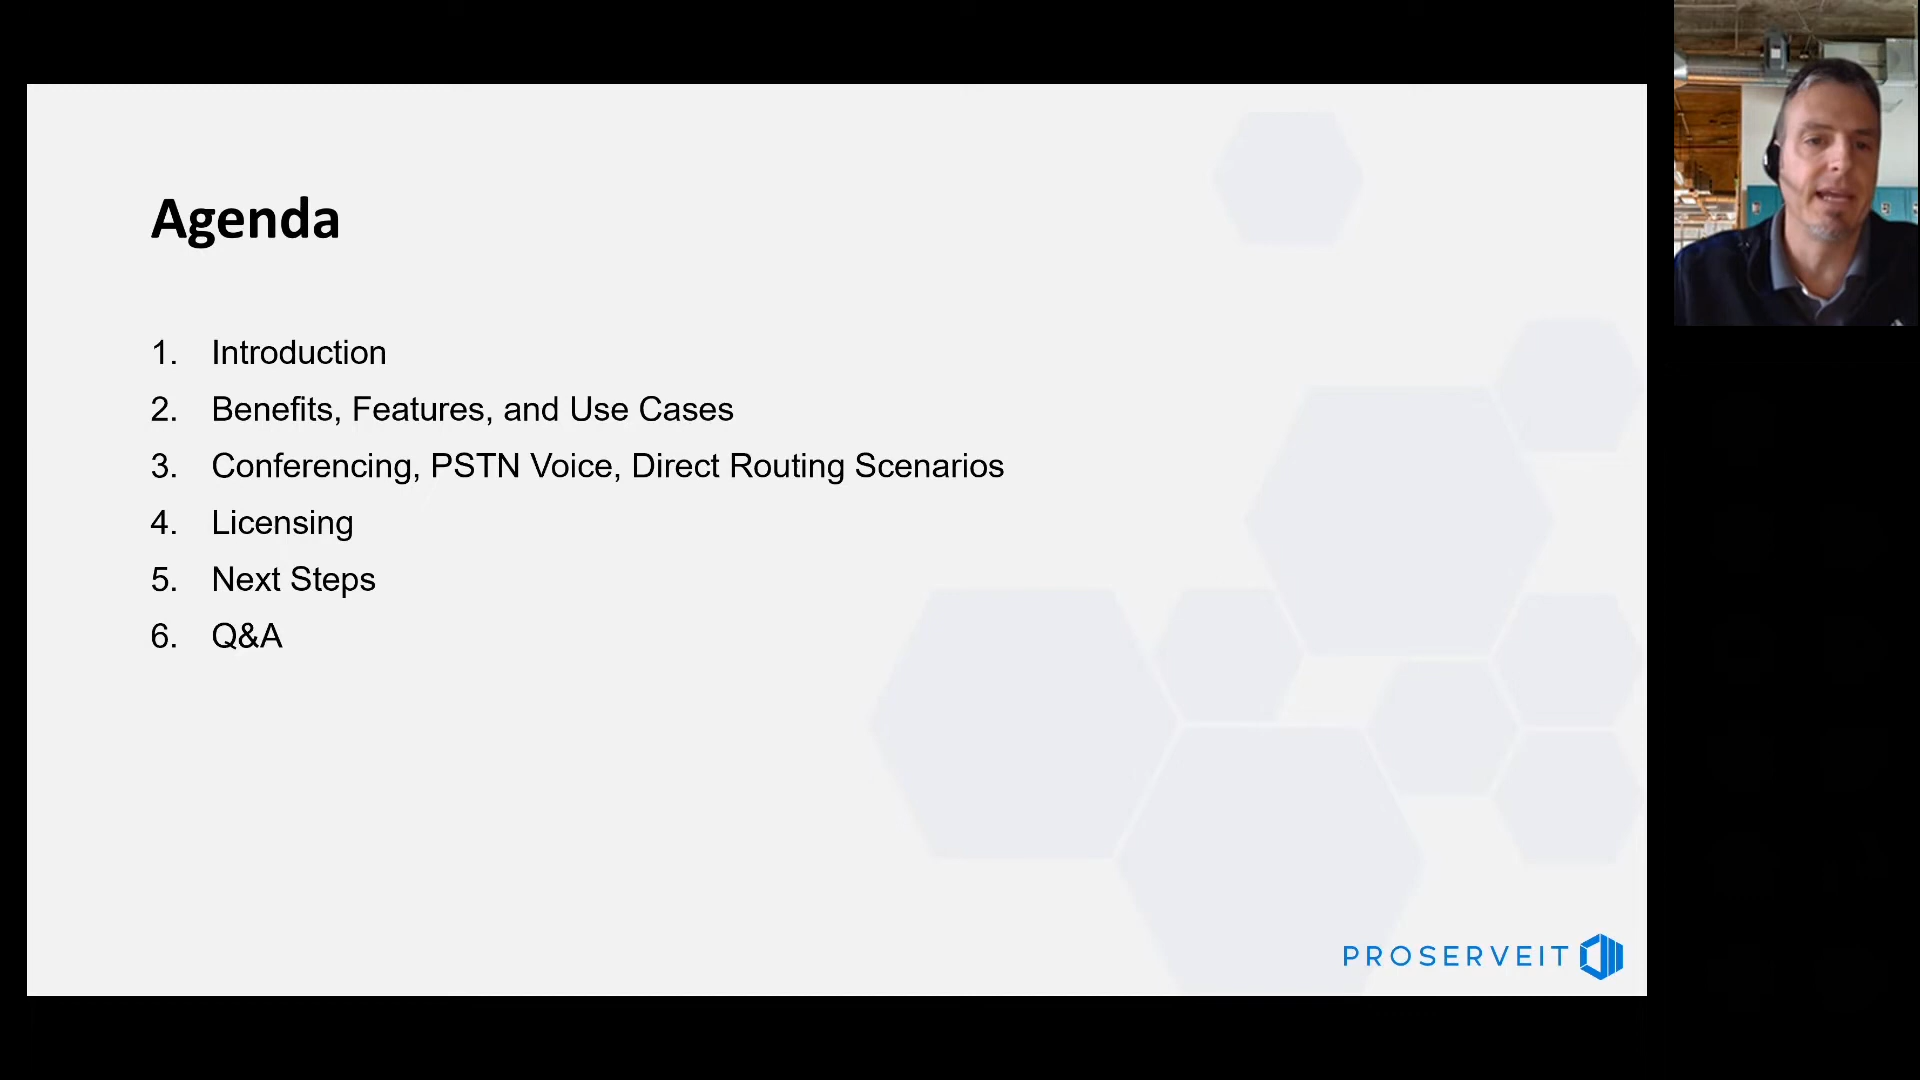 Agenda
1. Introduction
2. Benefits, Features, and Use Cases
3. Conferencing, PSTN Voice, Direct Routing Scenarios
4. Licensing
5. Next Steps
6. Q&A
PROSERVEIT